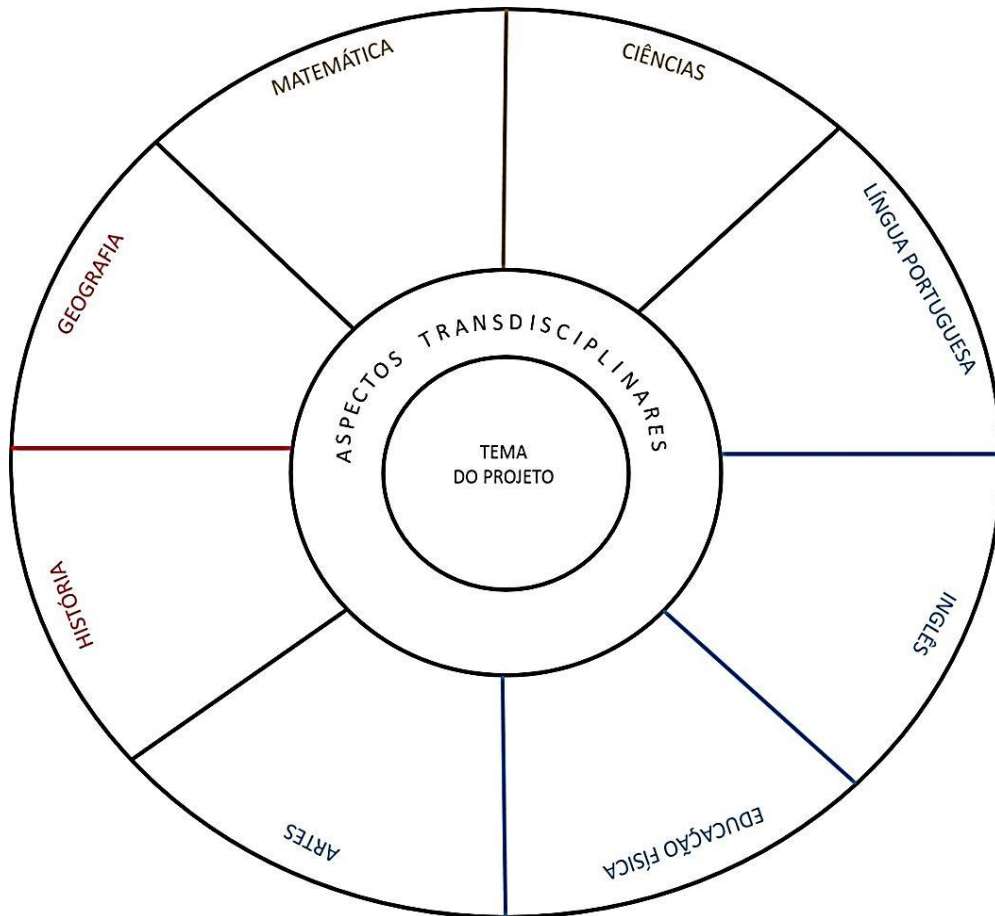 MATEMÁTICA
CIÊNCIAS
LÍNGUA PORTUGUESA
INGLÊS
EDUCAÇÃO FÍSICA
ARTES
HISTÓRIA
GEOGRAFIA
ASPECTOS TRANSDISCIPLINARES
TEMA
DO PROJETO